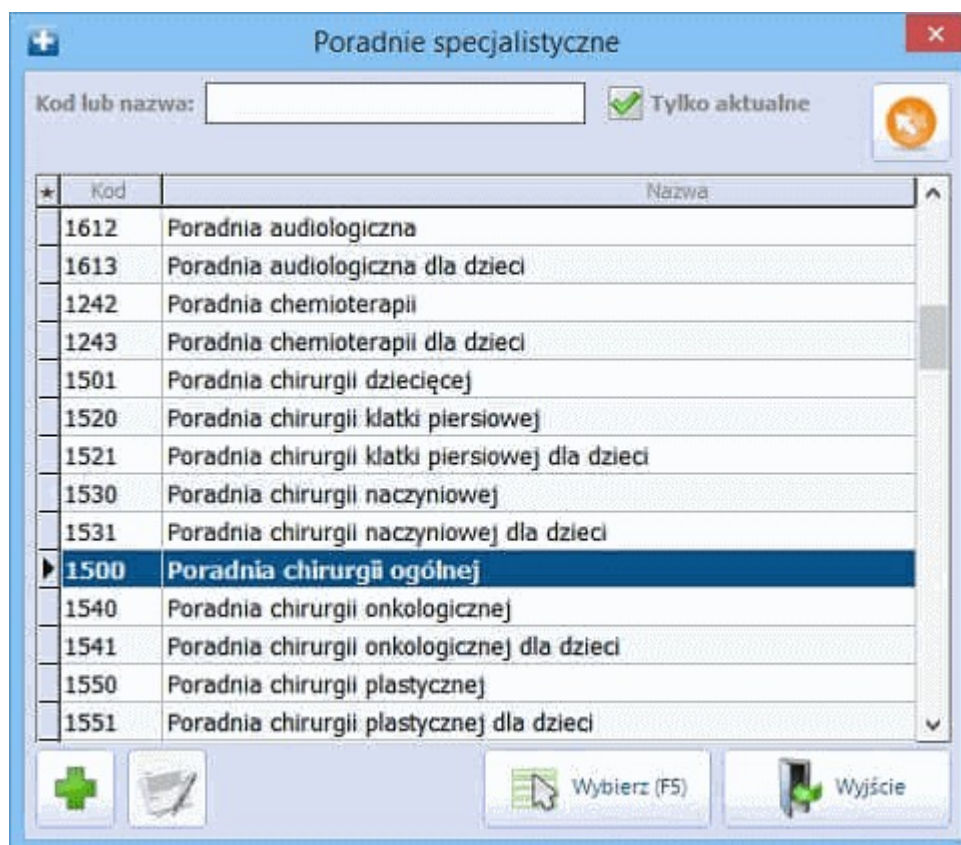 Poradnie specjalistyczne
Kod lub nazwa:
Tylko aktualne
Kod Nazwa
1612 Poradnia audiologiczna
1613 Poradnia audiologiczna dla dzieci
1242 Poradnia chemioterapii
1243 Poradnia chemioterapii dla dzieci
1501 Poradnia chirurgii dziecięcej
1520 Poradnia chirurgii klatki piersiowej
1521 Poradnia chirurgii klatki piersiowej dla dzieci
1530 Poradnia chirurgii naczyniowej
1531 Poradnia chirurgii naczyniowej dla dzieci
1500 Poradnia chirurgii ogólnej
1540 Poradnia chirurgii onkologicznej
1541 Poradnia chirurgii onkologicznej dla dzieci
1550 Poradnia chirurgii plastycznej
1551 Poradnia chirurgii plastycznej dla dzieci
Wybierz (F5) Wyjście